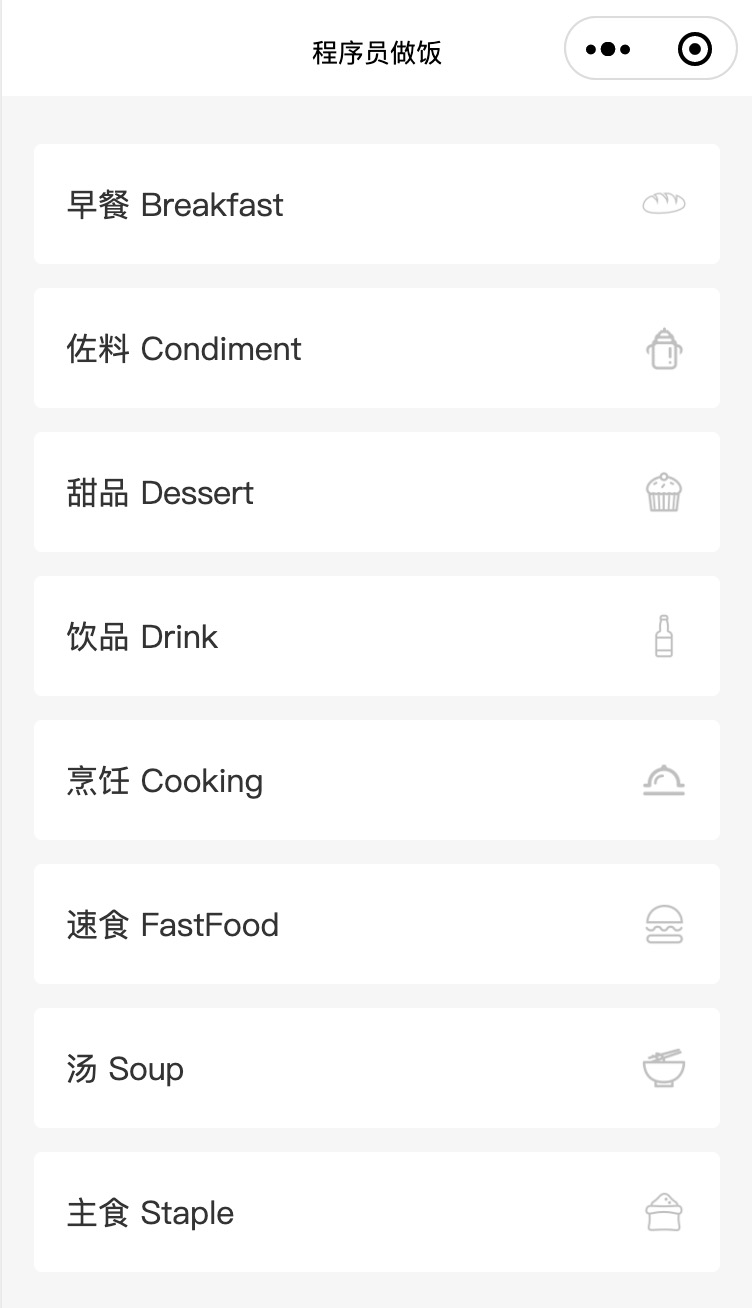 程序员做饭
早餐 Breakfast
佐料 Condiment
甜品 Dessert
饮品 Drink
烹饪 Cooking
速食 FastFood
汤 Soup
主食 Staple